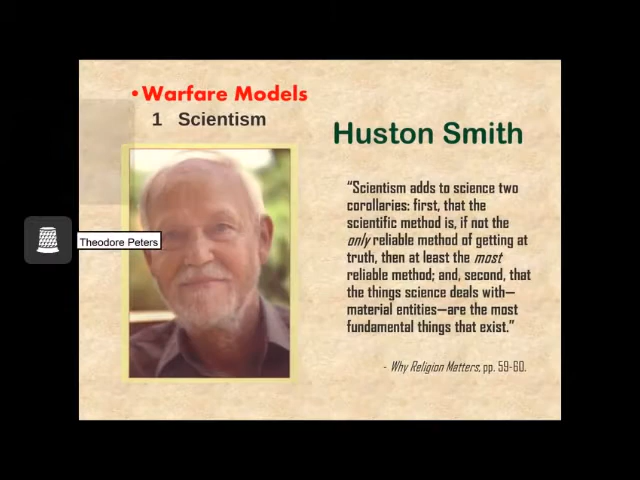 •Warfare Models
1 Scientism
Huston Smith
“Scientism adds to science two
corollaries: first, that the
scientific method is, if not the
only reliable method of getting at
truth, then at least the most
reliable method; and, second, that
the things science deals with—
material entities—are the most
fundamental things that exist.”
- Why Religion Matters, pp. 59-60.
Theodore Peters